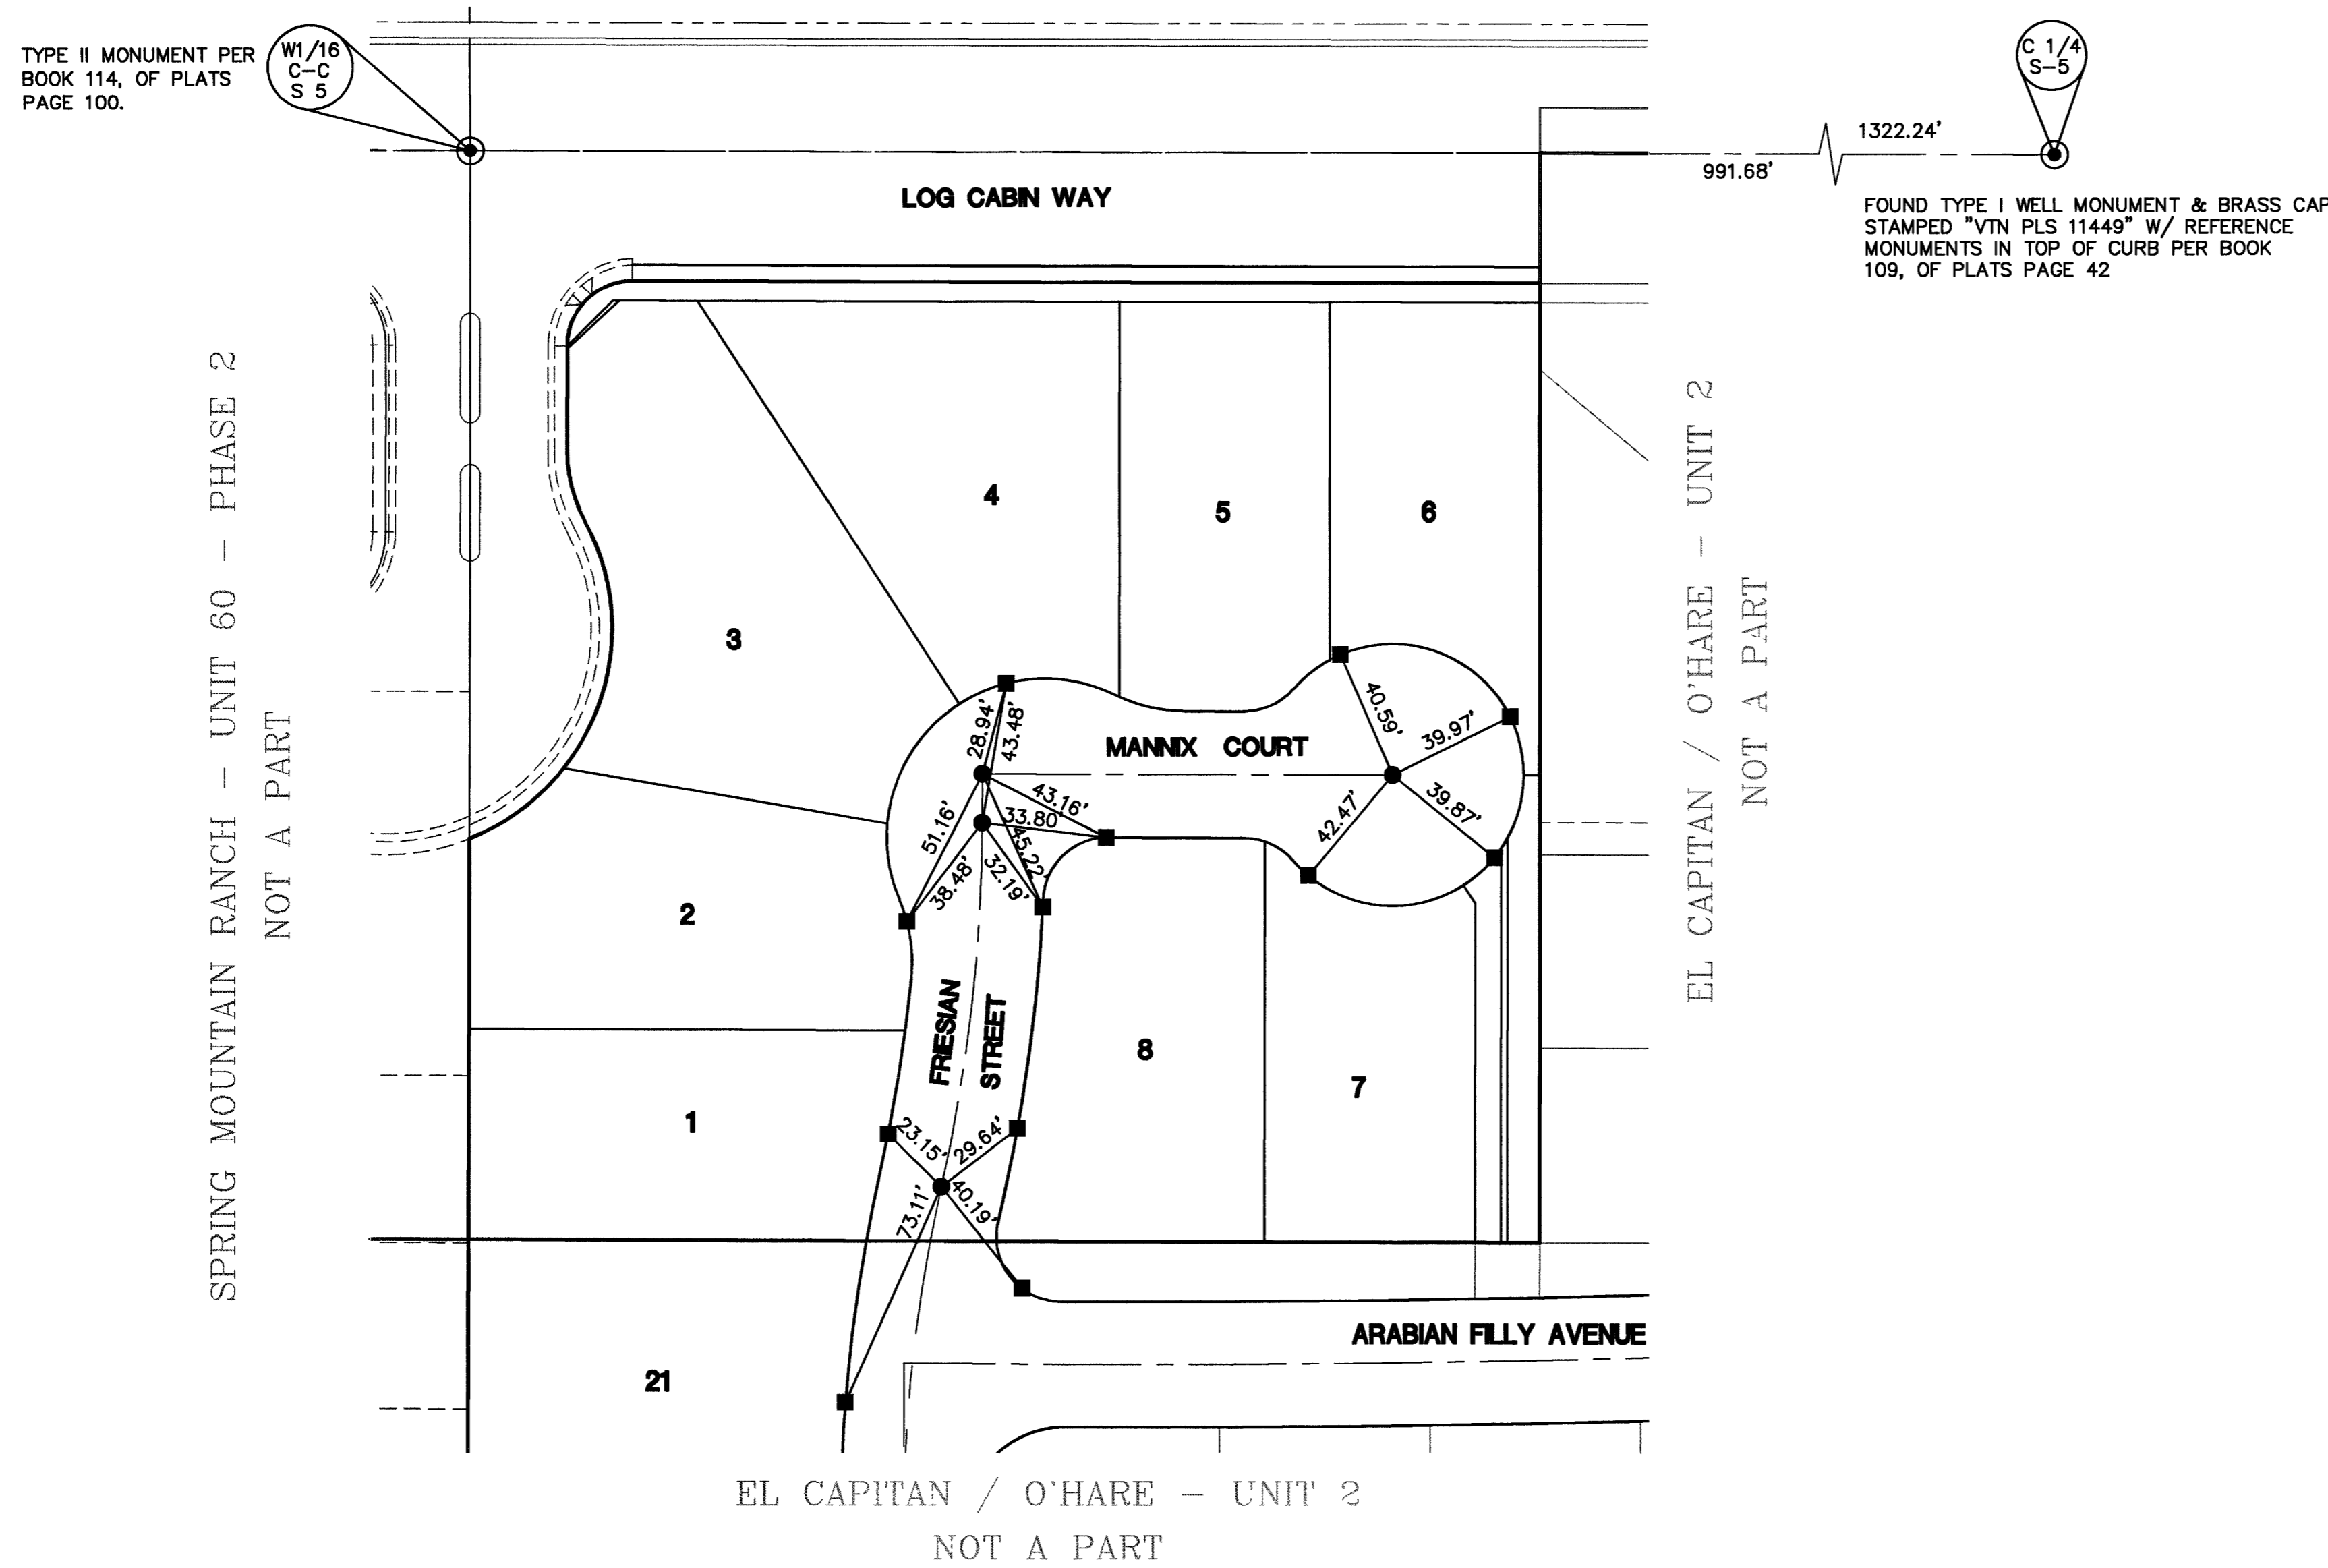 TYPE II MONUMENT PER
BOOK 114, OF PLATS
PAGE 100.
W1/16
C-C
S 5
C 1/4
S-5
1322.24'
991.68'
FOUND TYPE I WELL MONUMENT & BRASS CAP
STAMPED "VTN PLS 11449" W/ REFERENCE
MONUMENTS IN TOP OF CURB PER BOOK
109, OF PLATS PAGE 42
LOG CABIN WAY
SPRING MOUNTAIN RANCH - UNIT 60 - PHASE 2
NOT A PART
EL CAPITAN / O'HARE - UNIT 2
NOT A PART
4
5
6
3
40.59'
39.97'
28.94'
43.48'
MANNIX COURT
43.16'
33.80'
51.16'
45.22'
38.48'
32.19'
42.47'
39.87'
2
FRIESIAN
STREET
8
7
1
23.15'
29.64'
73.11'
40.19'
ARABIAN FILLY AVENUE
21
EL CAPITAN / O'HARE - UNIT 2
NOT A PART